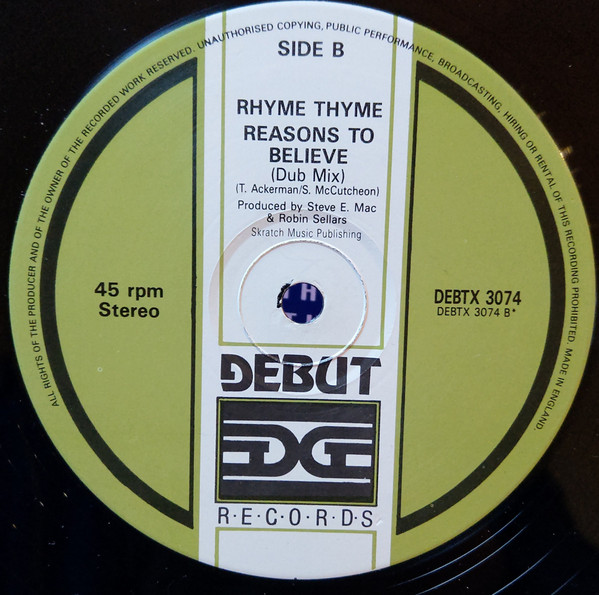 ALL RIGHTS OF THE PRODUCER AND OF THE OWNER OF THE RECORDED WORK RESERVED. UNAUTHORISED COPYING, PUBLIC PERFORMANCE, BROADCASTING, HIRING OR RENTAL OF THIS RECORDING PROHIBITED. MADE IN ENGLAND.
SIDE B
RHYME THYME
REASONS TO
BELIEVE
(Dub Mix)
(T. Ackerman/S. McCutcheon)
Produced by Steve E. Mac
& Robin Sellars
Skratch Music Publishing
45 rpm
Stereo
DEBTX 3074
DEBTX 3074 B*
DEBUT
EDGE
R·E·C·O·R·D·S